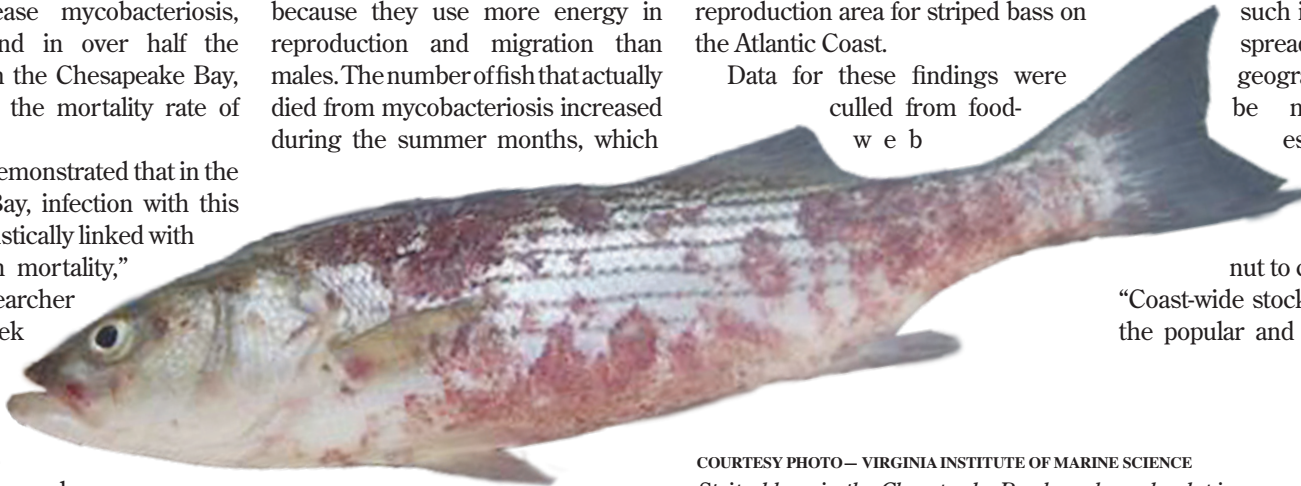 ease mycobacteriosis,
nd in over half the
n the Chesapeake Bay,
the mortality rate of
emonstrated that in the
Bay, infection with this
istically linked with
n mortality,”
earcher
ek
because they use more energy in
reproduction and migration than
males. The number of fish that actually
died from mycobacteriosis increased
during the summer months, which
reproduction area for striped bass on
the Atlantic Coast.
Data for these findings were
culled from food-
web
such i
sprea
geogra
be n
es
nut to c
“Coast-wide stock
the popular and
COURTESY PHOTO— VIRGINIA INSTITUTE OF MARINE SCIENCE